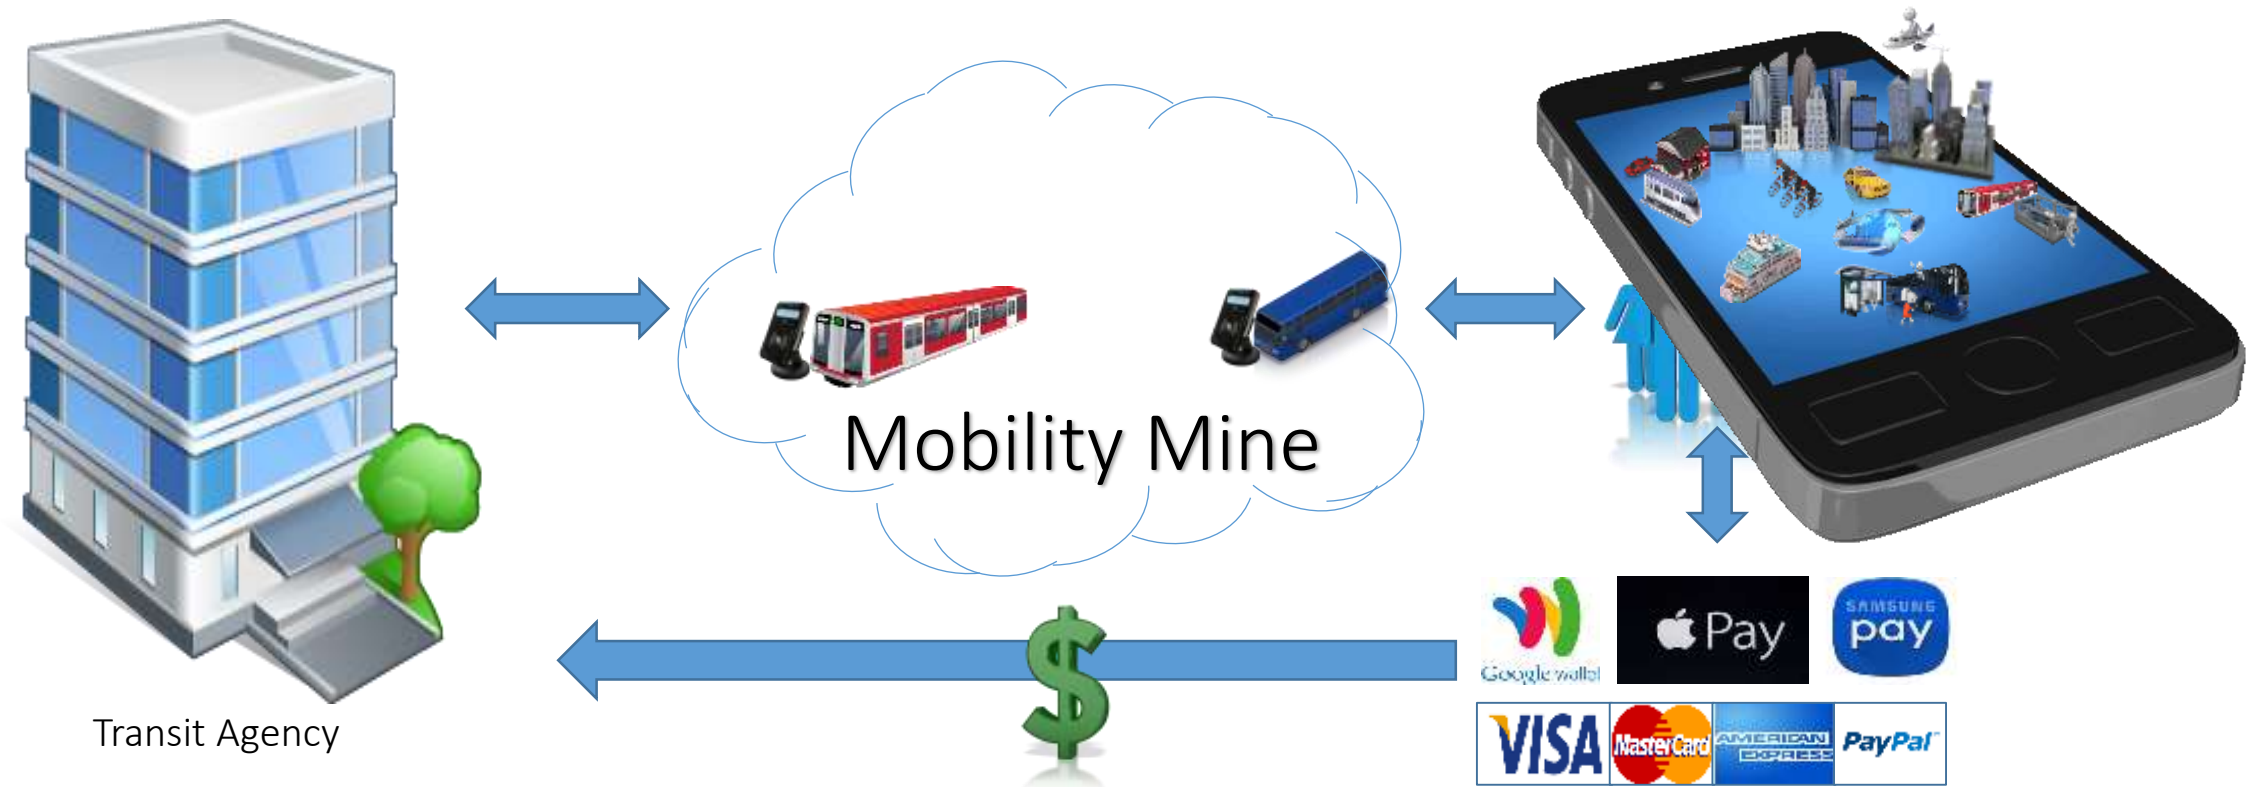 Mobility Mine
Transit Agency
Google wallet
Pay
SAMSUNG
pay
VISA
MasterCard
AMERICAN
EXPRESS
PayPal